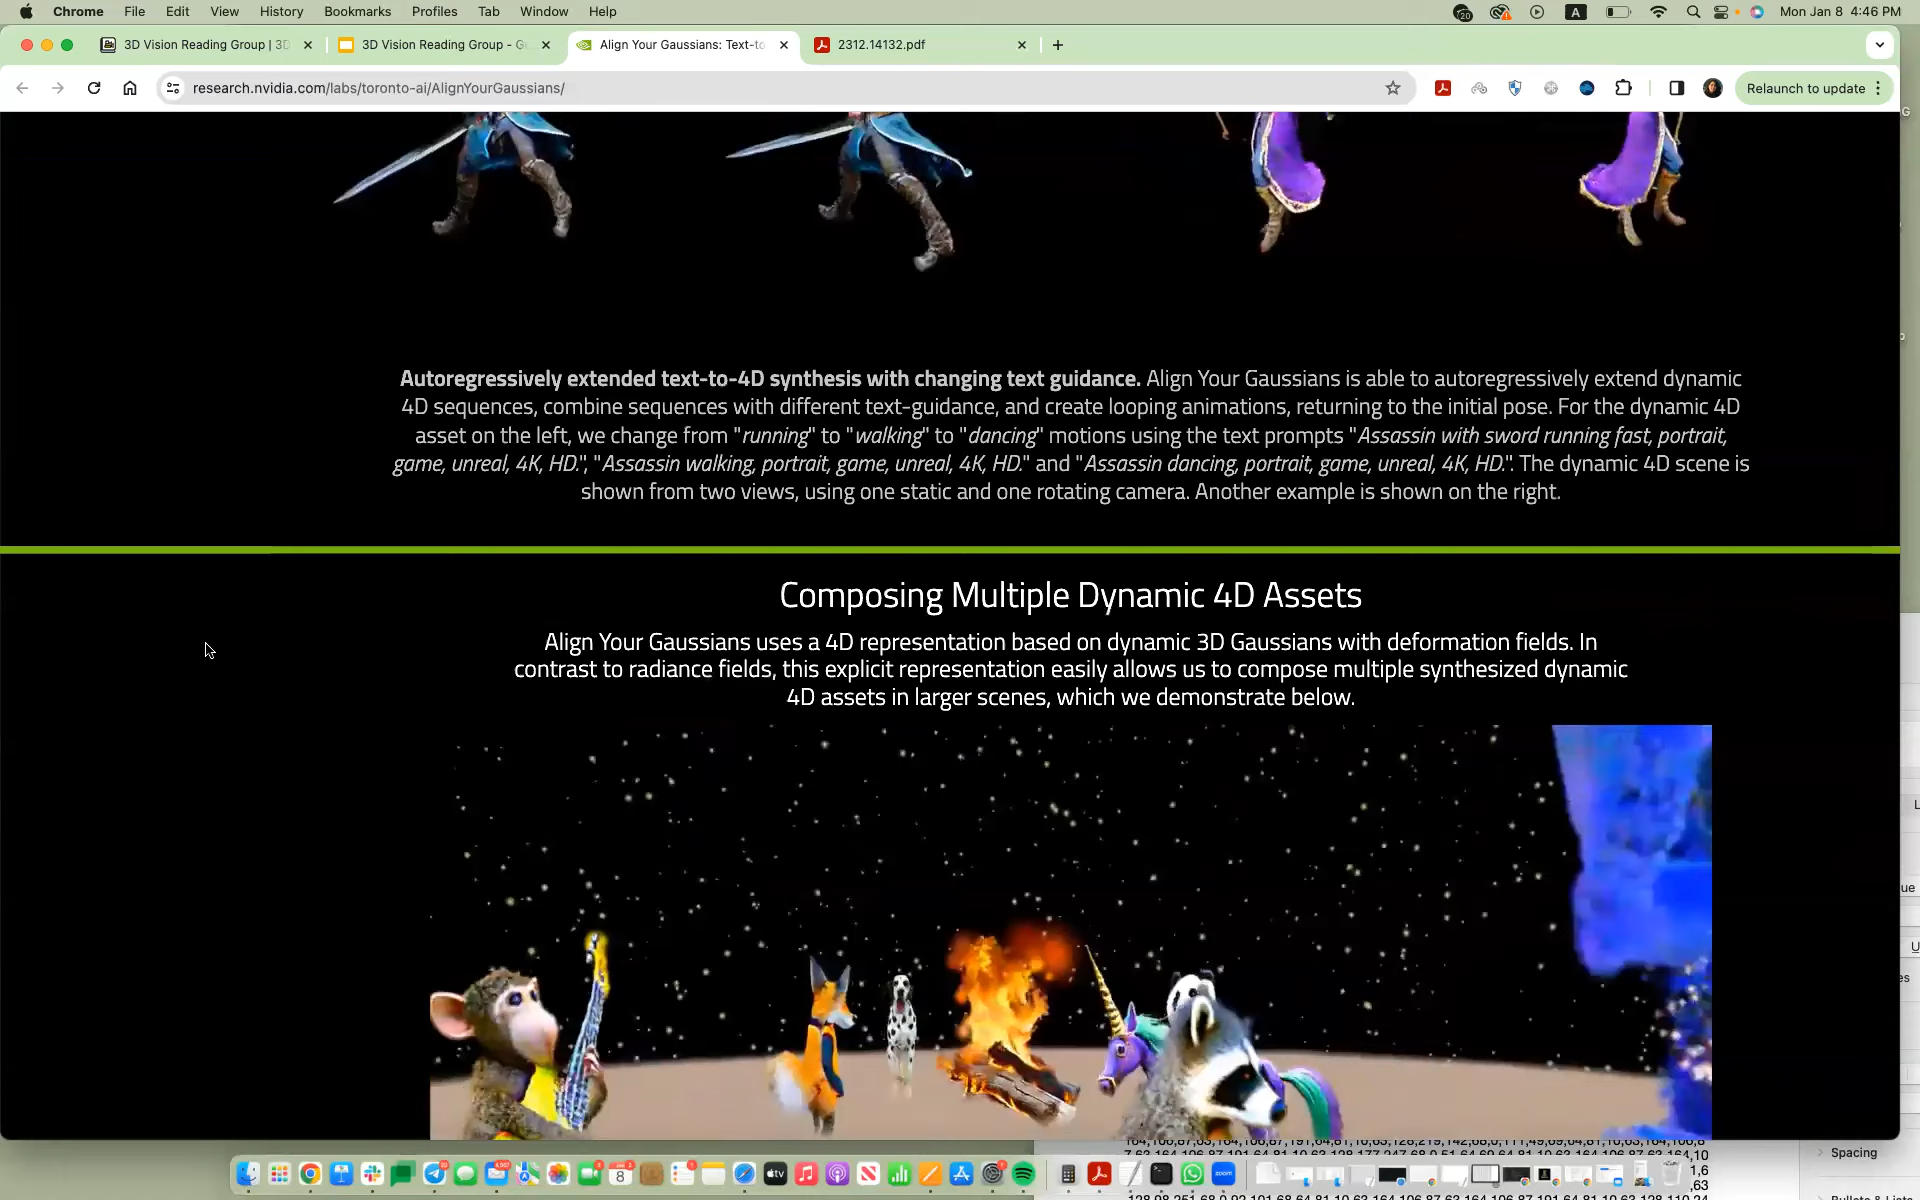 Chrome File Edit View History Bookmarks Profiles Tab Window Help Mon Jan 8 4:46 PM
3D Vision Reading Group | 3D
3D Vision Reading Group - G
Align Your Gaussians: Text-to
2312.14132.pdf
research.nvidia.com/labs/toronto-ai/AlignYourGaussians/ Relaunch to update
Autoregressively extended text-to-4D synthesis with changing text guidance. Align Your Gaussians is able to autoregressively extend dynamic
4D sequences, combine sequences with different text-guidance, and create looping animations, returning to the initial pose. For the dynamic 4D
asset on the left, we change from "running" to "walking" to "dancing" motions using the text prompts "Assassin with sword running fast, portrait,
game, unreal, 4K, HD.", "Assassin walking, portrait, game, unreal, 4K, HD." and "Assassin dancing, portrait, game, unreal, 4K, HD.". The dynamic 4D scene is
shown from two views, using one static and one rotating camera. Another example is shown on the right.
Composing Multiple Dynamic 4D Assets
Align Your Gaussians uses a 4D representation based on dynamic 3D Gaussians with deformation fields. In
contrast to radiance fields, this explicit representation easily allows us to compose multiple synthesized dynamic
4D assets in larger scenes, which we demonstrate below.
Spacing